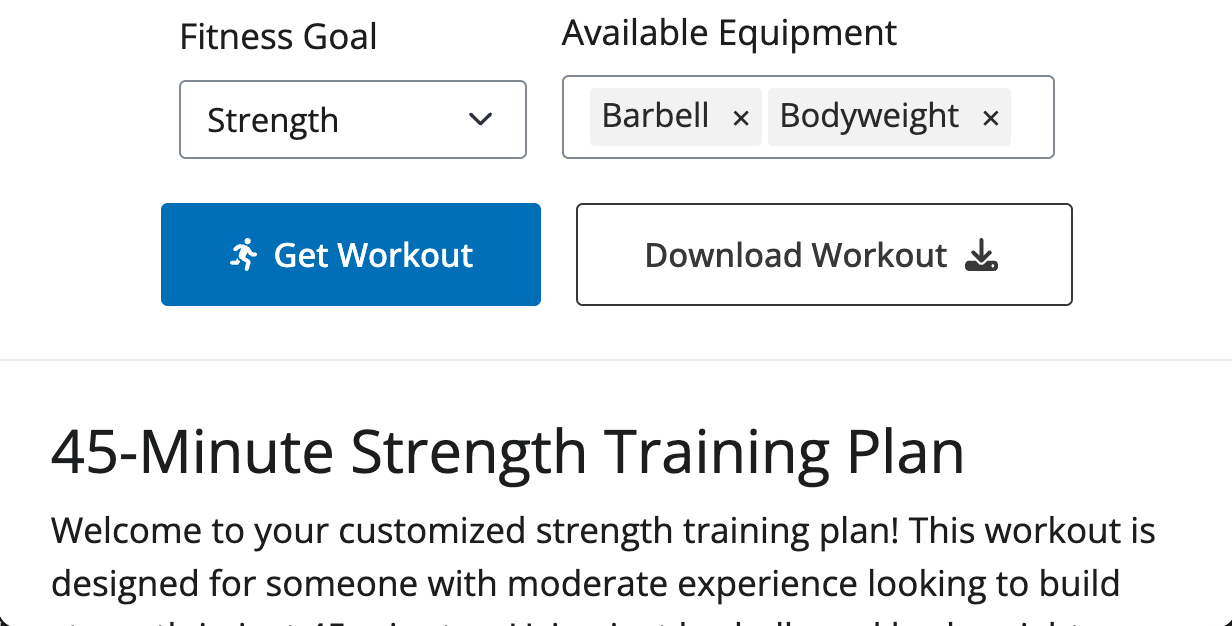 Fitness Goal
Available Equipment
Strength
Barbell × Bodyweight ×
Get Workout
Download Workout
45-Minute Strength Training Plan
Welcome to your customized strength training plan! This workout is
designed for someone with moderate experience looking to build